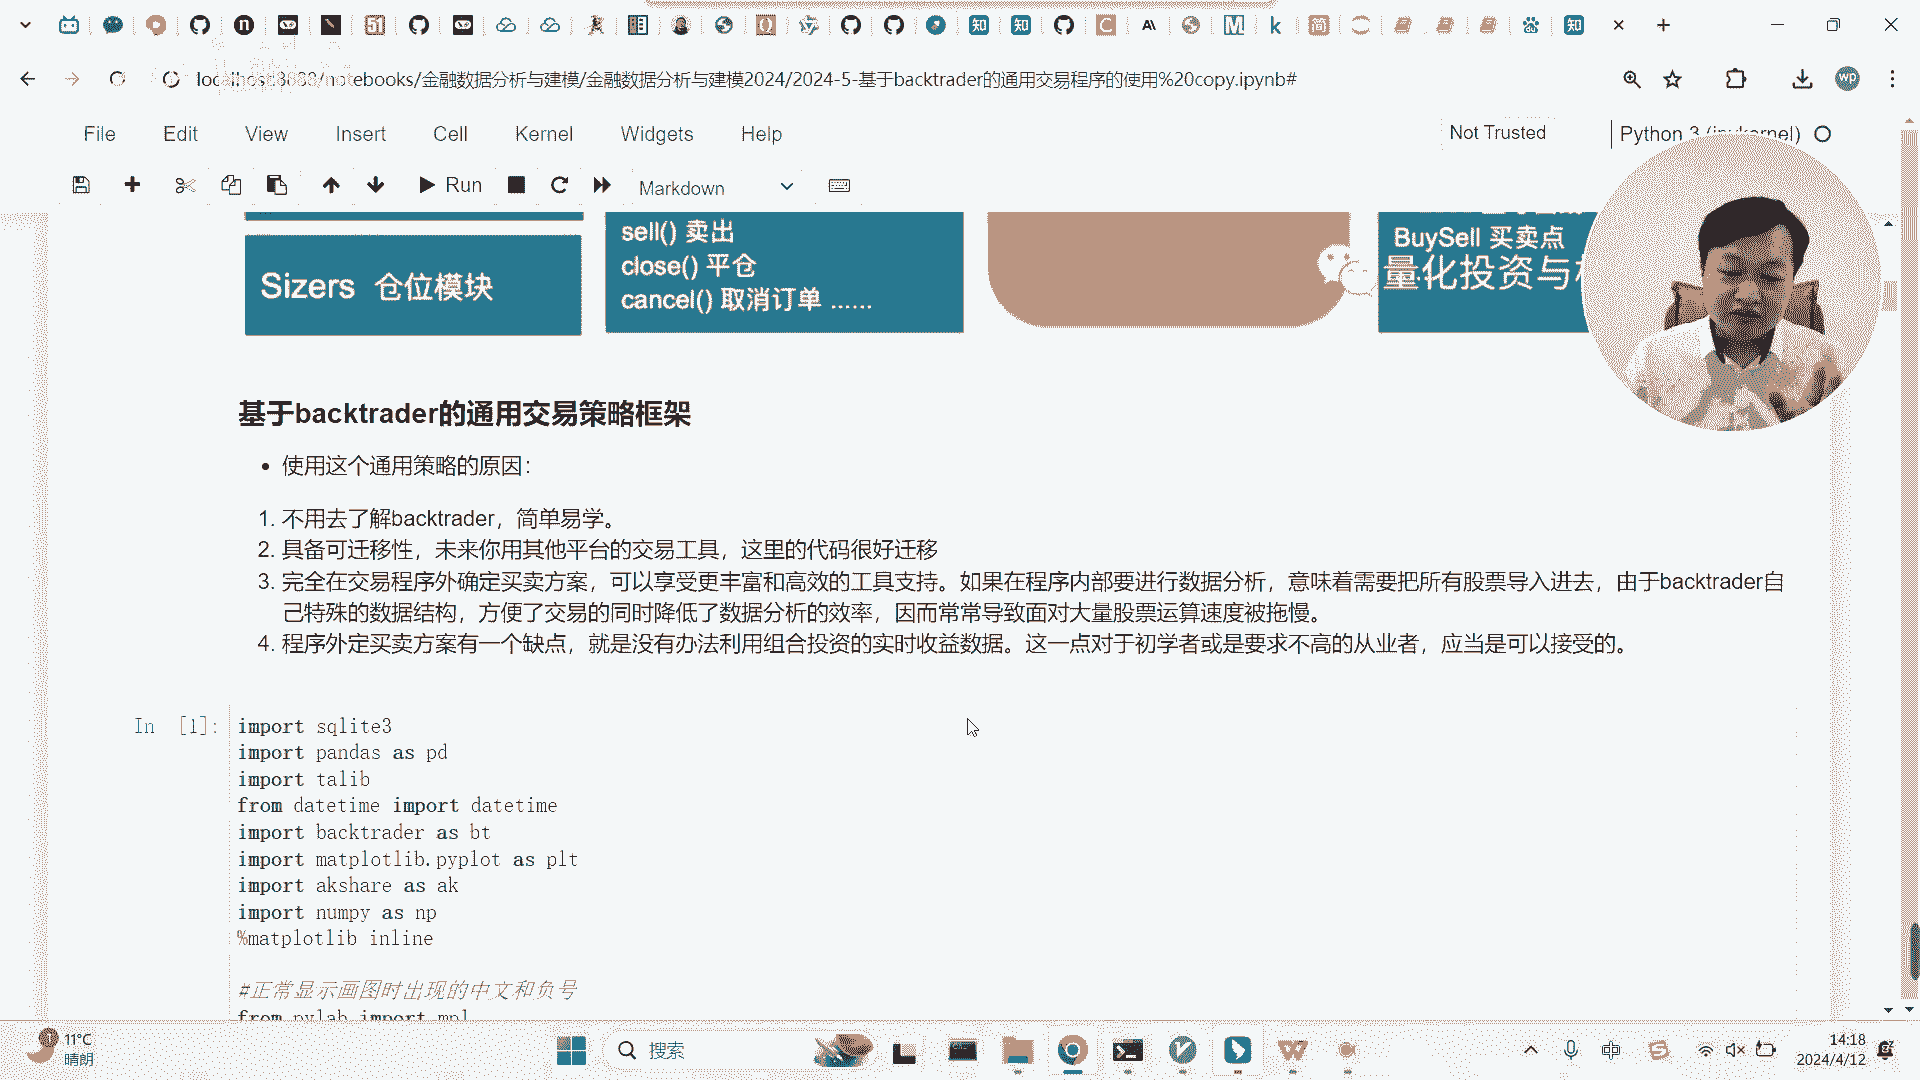 localhost:8888/notebooks/金融数据分析与建模/金融数据分析与建模2024/2024-5-基于backtrader的通用交易程序的使用%20copy.ipynb#
File Edit View Insert Cell Kernel Widgets Help
Not Trusted
Python 3 (ipykernel)
Run
Markdown
Sizers 仓位模块
sell() 卖出
close() 平仓
cancel() 取消订单 ......
BuySell 买卖点
量化投资与
基于backtrader的通用交易策略框架
使用这个通用策略的原因：
1. 不用去了解backtrader，简单易学。
2. 具备可迁移性，未来你用其他平台的交易工具，这里的代码很好迁移
3. 完全在交易程序外确定买卖方案，可以享受更丰富和高效的工具支持。如果在程序内部要进行数据分析，意味着需要把所有股票导入进去，由于backtrader自
己特殊的数据结构，方便了交易的同时降低了数据分析的效率，因而常常导致面对大量股票运算速度被拖慢。
4. 程序外定买卖方案有一个缺点，就是没有办法利用组合投资的实时收益数据。这一点对于初学者或是要求不高的从业者，应当是可以接受的。
In [1]:
import sqlite3
import pandas as pd
import talib
from datetime import datetime
import backtrader as bt
import matplotlib.pyplot as plt
import akshare as ak
import numpy as np
%matplotlib inline
#正常显示画图时出现的中文和负号
from pylab import mpl
11°C
晴朗
搜索
中
14:18
2024/4/12